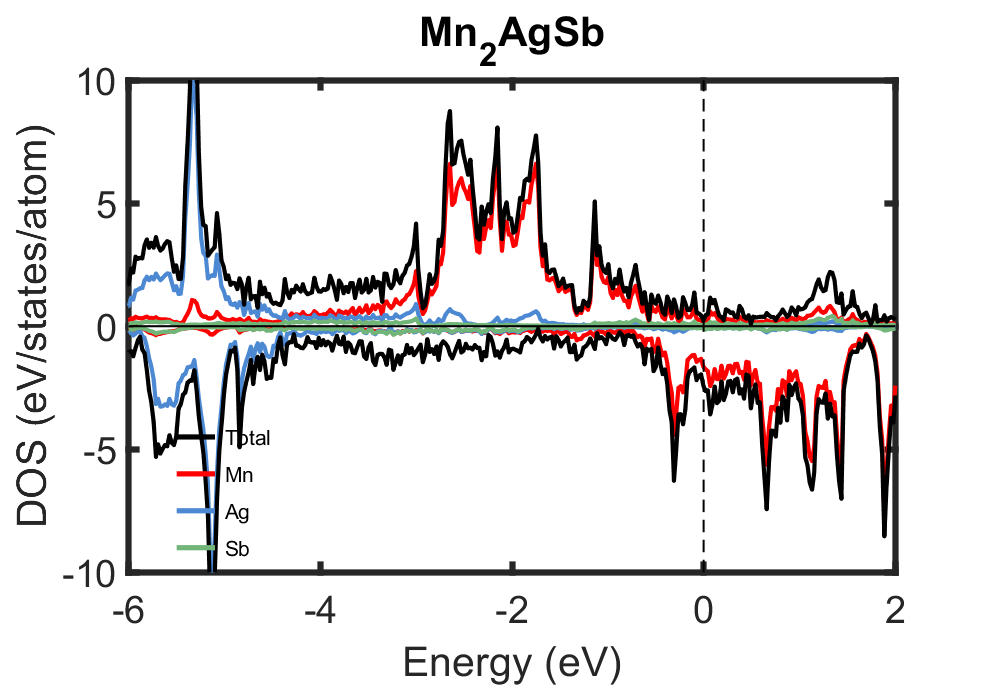 Mn₂AgSb
DOS (eV/states/atom)
10
5
0
-5
-10
Total
Mn
Ag
Sb
-6 -4 -2 0 2
Energy (eV)